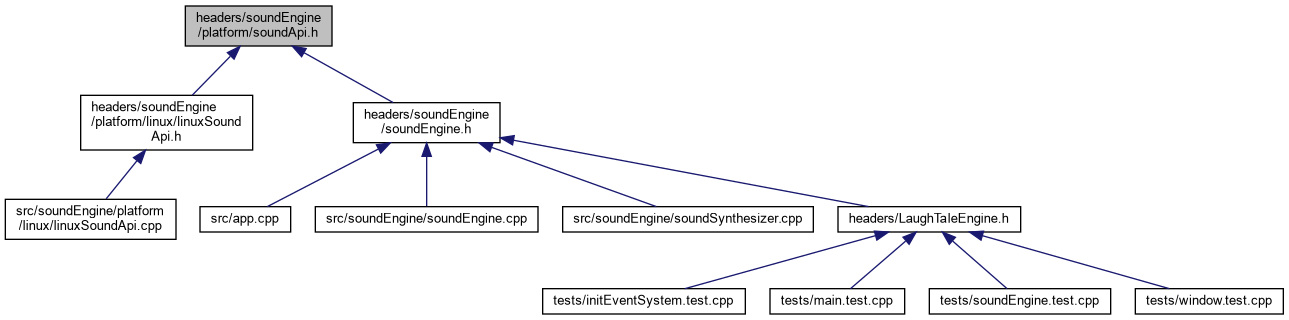 headers/soundEngine
/platform/soundApi.h
headers/soundEngine
/platform/linux/linuxSound
Api.h
headers/soundEngine
/soundEngine.h
src/soundEngine/platform
/linux/linuxSoundApi.cpp
src/app.cpp
src/soundEngine/soundEngine.cpp
src/soundEngine/soundSynthesizer.cpp
headers/LaughTaleEngine.h
tests/initEventSystem.test.cpp
tests/main.test.cpp
tests/soundEngine.test.cpp
tests/window.test.cpp